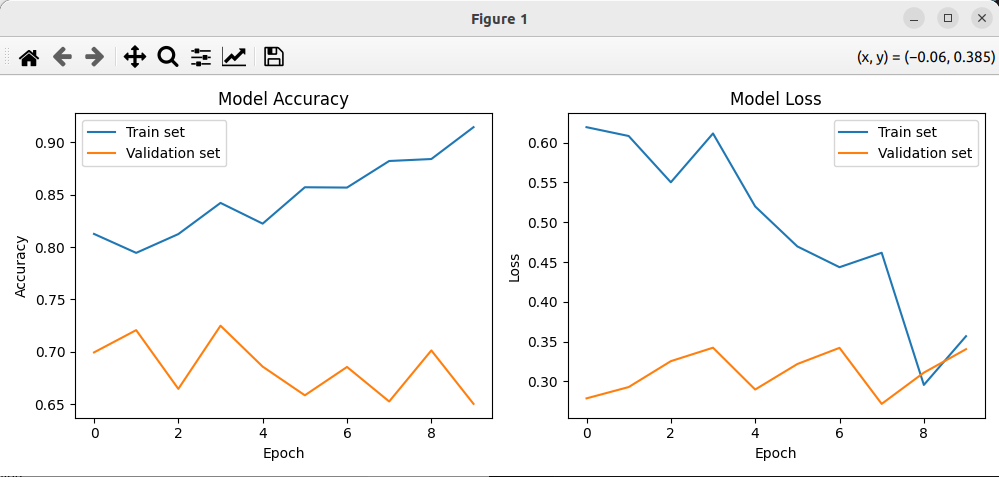 Figure 1
(x, y) = (−0.06, 0.385)
Model Accuracy
Train set
Validation set
0.90
0.85
0.80
0.75
0.70
0.65
Accuracy
0 2 4 6 8
Epoch
Model Loss
Train set
Validation set
0.60
0.55
0.50
0.45
0.40
0.35
0.30
Loss
0 2 4 6 8
Epoch